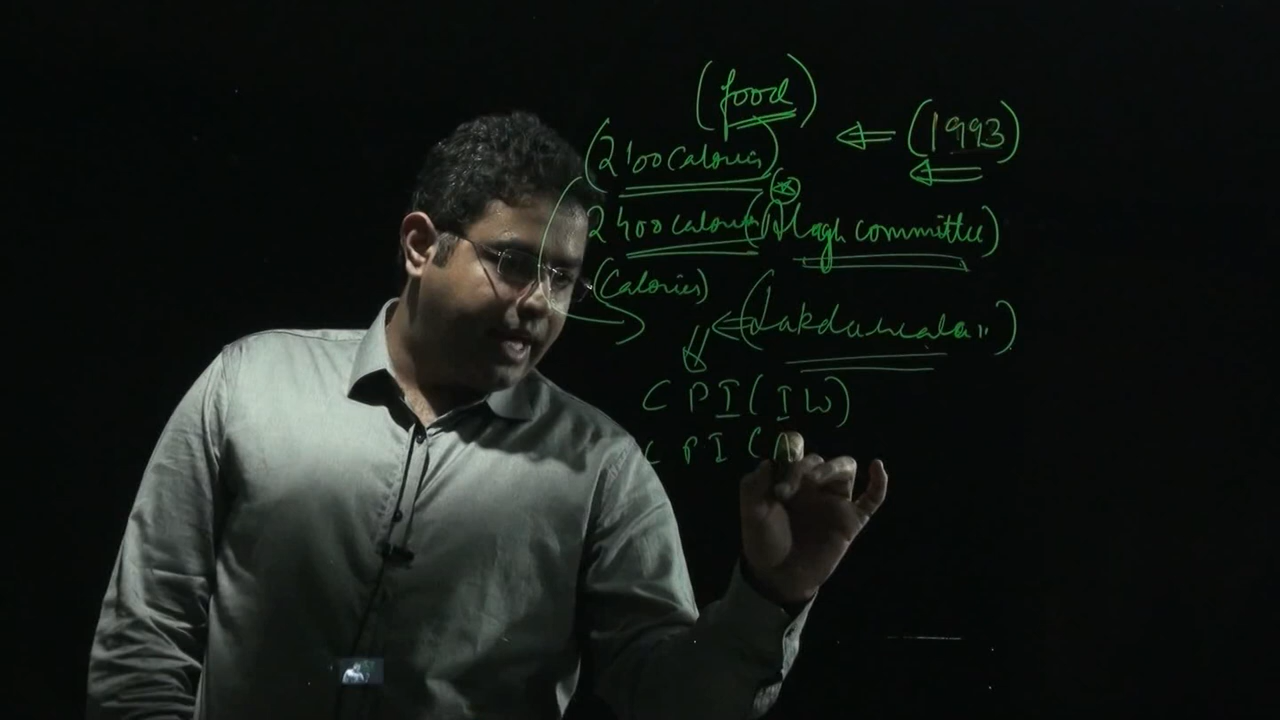 (food)
(1993)
(2100 Calories)
2400 calories (Alagh committee)
(Calories)
(Lakdawala)
CPI (IW)
CPI (A